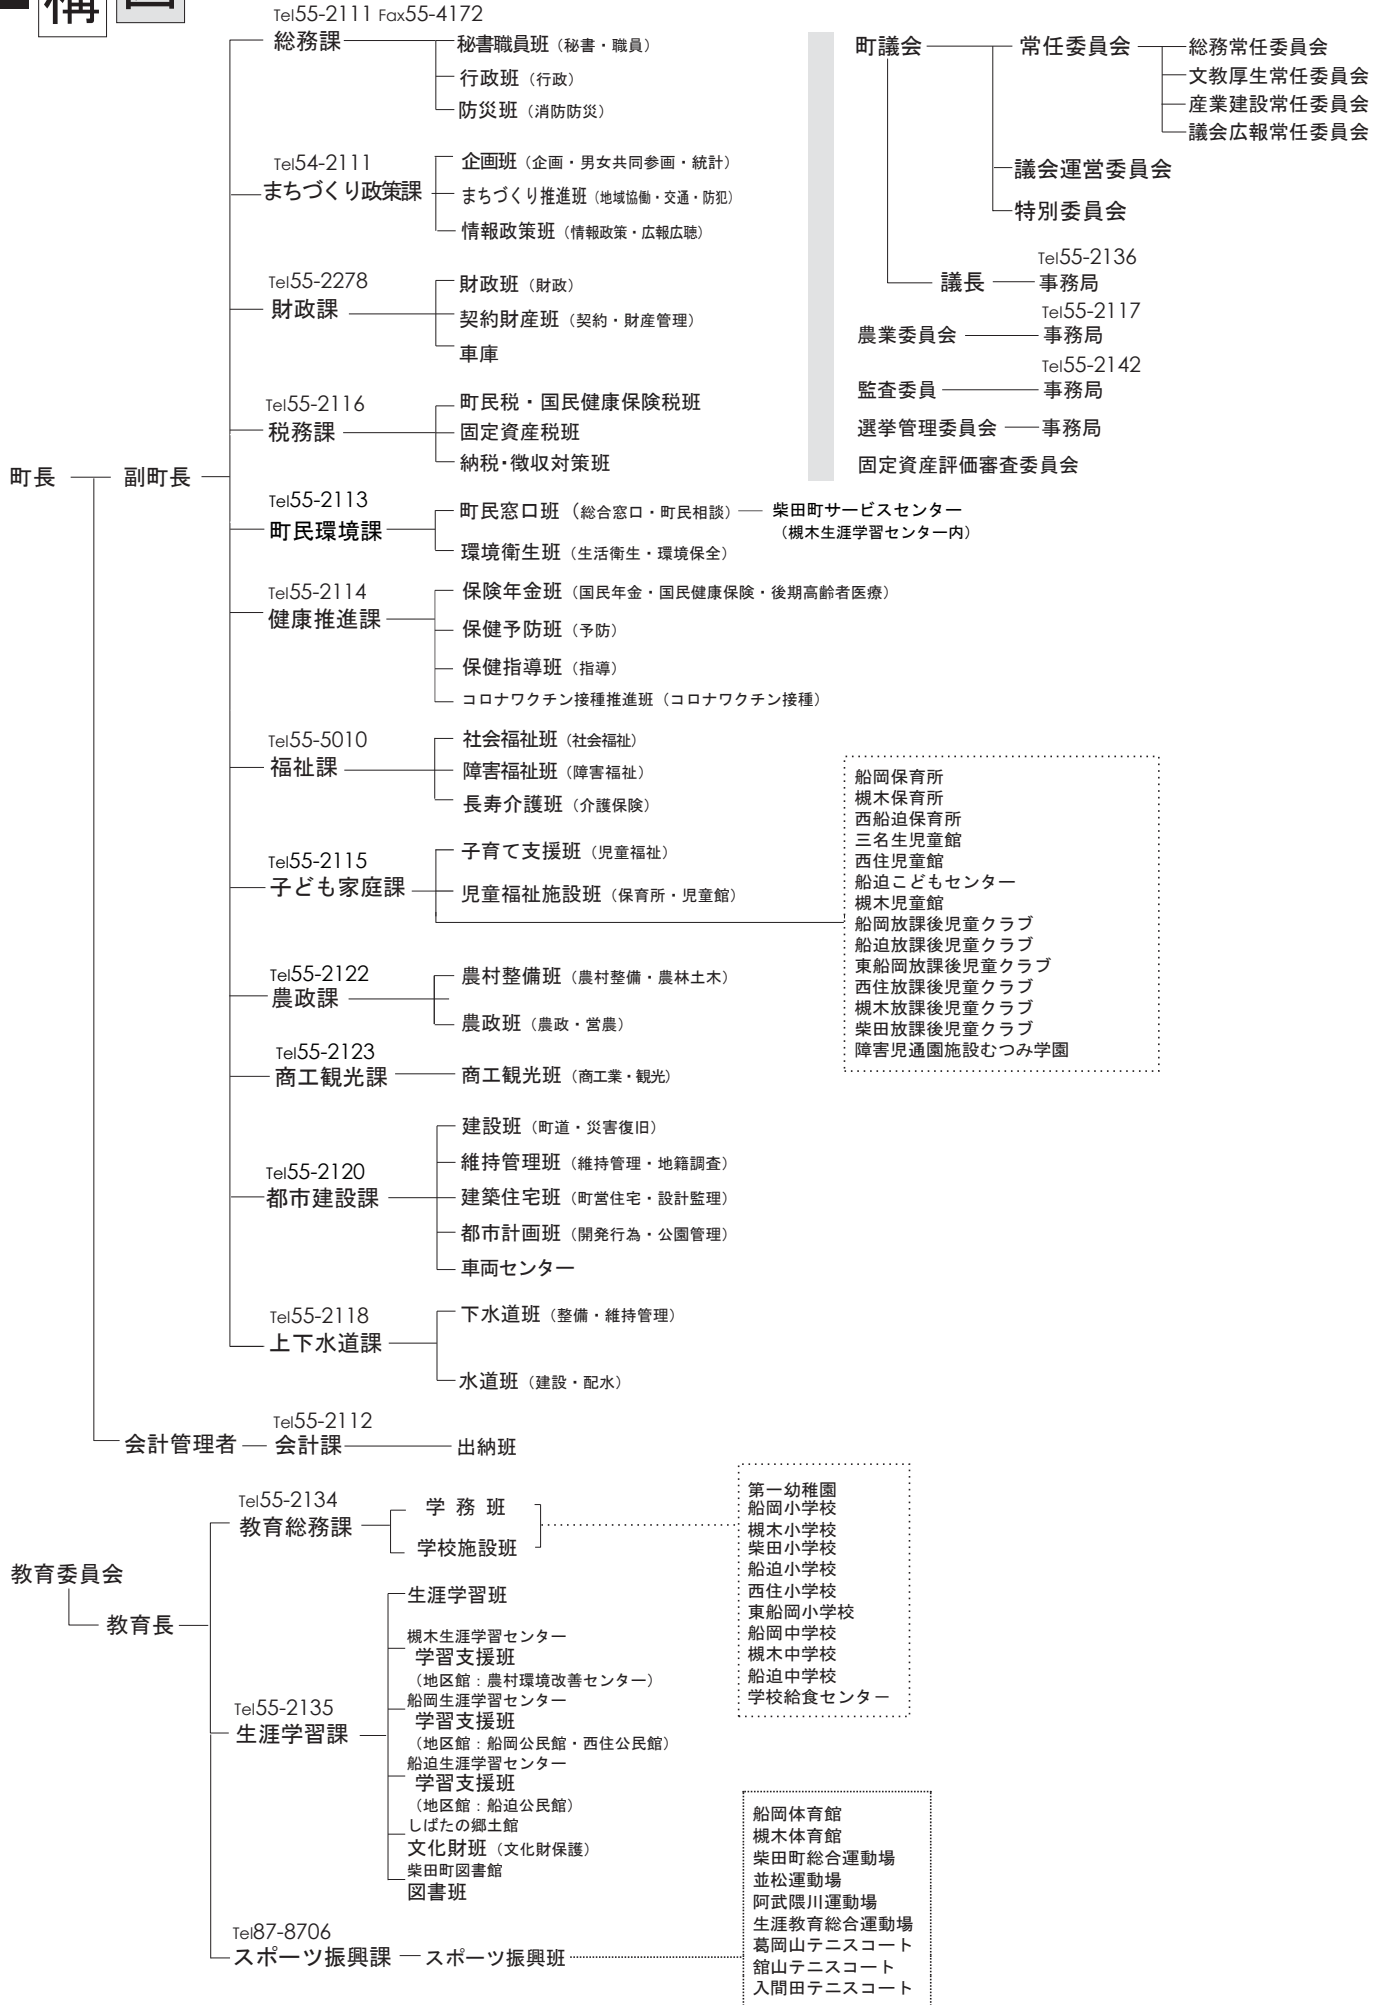 構
Tel55-2111 Fax55-4172
総務課
秘書職員班（秘書・職員）
行政班（行政）
防災班（消防防災）
Tel54-2111
まちづくり政策課
企画班（企画・男女共同参画・統計）
まちづくり推進班（地域協働・交通・防犯）
情報政策班（情報政策・広報広聴）
Tel55-2278
財政課
財政班（財政）
契約財産班（契約・財産管理）
車庫
Tel55-2116
税務課
町民税・国民健康保険税班
固定資産税班
納税・徴収対策班
町長
副町長
Tel55-2113
町民環境課
町民窓口班（総合窓口・町民相談）
柴田町サービスセンター
（槻木生涯学習センター内）
環境衛生班（生活衛生・環境保全）
Tel55-2114
健康推進課
保険年金班（国民年金・国民健康保険・後期高齢者医療）
保健予防班（予防）
保健指導班（指導）
コロナワクチン接種推進班（コロナワクチン接種）
Tel55-5010
福祉課
社会福祉班（社会福祉）
障害福祉班（障害福祉）
長寿介護班（介護保険）
Tel55-2115
子ども家庭課
子育て支援班（児童福祉）
児童福祉施設班（保育所・児童館）
船岡保育所
槻木保育所
西船迫保育所
三名生児童館
西住児童館
船迫こどもセンター
槻木児童館
船岡放課後児童クラブ
船迫放課後児童クラブ
東船岡放課後児童クラブ
西住放課後児童クラブ
槻木放課後児童クラブ
柴田放課後児童クラブ
障害児通園施設むつみ学園
Tel55-2122
農政課
農村整備班（農村整備・農林土木）
農政班（農政・営農）
Tel55-2123
商工観光課
商工観光班（商工業・観光）
Tel55-2120
都市建設課
建設班（町道・災害復旧）
維持管理班（維持管理・地籍調査）
建築住宅班（町営住宅・設計監理）
都市計画班（開発行為・公園管理）
車両センター
Tel55-2118
上下水道課
下水道班（整備・維持管理）
水道班（建設・配水）
会計管理者
Tel55-2112
会計課
出納班
町議会
常任委員会
総務常任委員会
文教厚生常任委員会
産業建設常任委員会
議会広報常任委員会
議会運営委員会
特別委員会
議長
Tel55-2136
事務局
農業委員会
Tel55-2117
事務局
監査委員
Tel55-2142
事務局
選挙管理委員会
事務局
固定資産評価審査委員会
教育委員会
教育長
Tel55-2134
教育総務課
学務班
学校施設班
第一幼稚園
船岡小学校
槻木小学校
柴田小学校
船迫小学校
西住小学校
東船岡小学校
船岡中学校
槻木中学校
船迫中学校
学校給食センター
Tel55-2135
生涯学習課
生涯学習班
槻木生涯学習センター
学習支援班
（地区館：農村環境改善センター）
船岡生涯学習センター
学習支援班
（地区館：船岡公民館・西住公民館）
船迫生涯学習センター
学習支援班
（地区館：船迫公民館）
しばたの郷土館
文化財班（文化財保護）
柴田町図書館
図書班
Tel87-8706
スポーツ振興課
スポーツ振興班
船岡体育館
槻木体育館
柴田町総合運動場
並松運動場
阿武隈川運動場
生涯教育総合運動場
葛岡山テニスコート
舘山テニスコート
入間田テニスコート